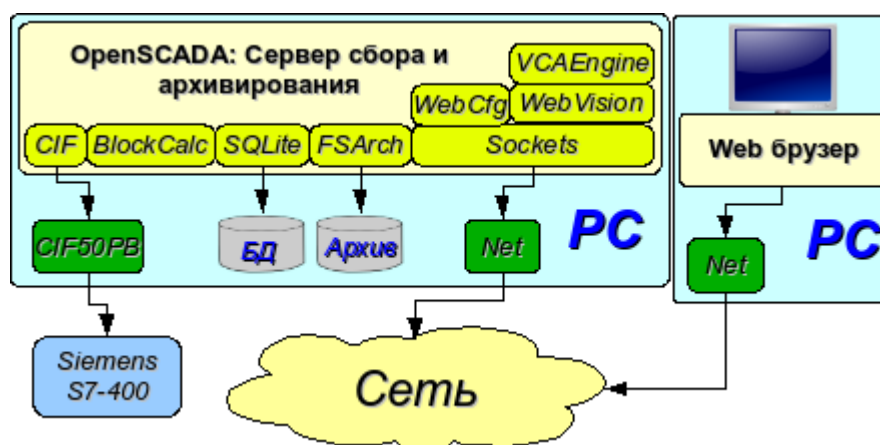 OpenSCADA: Сервер сбора и
архивирования
VCAEngine
WebCfg
WebVision
CIF
BlockCalc
SQLite
FSArch
Sockets
CIF50PB
БД
Архив
Net
PC
Siemens
S7-400
Сеть
Web брузер
Net
PC